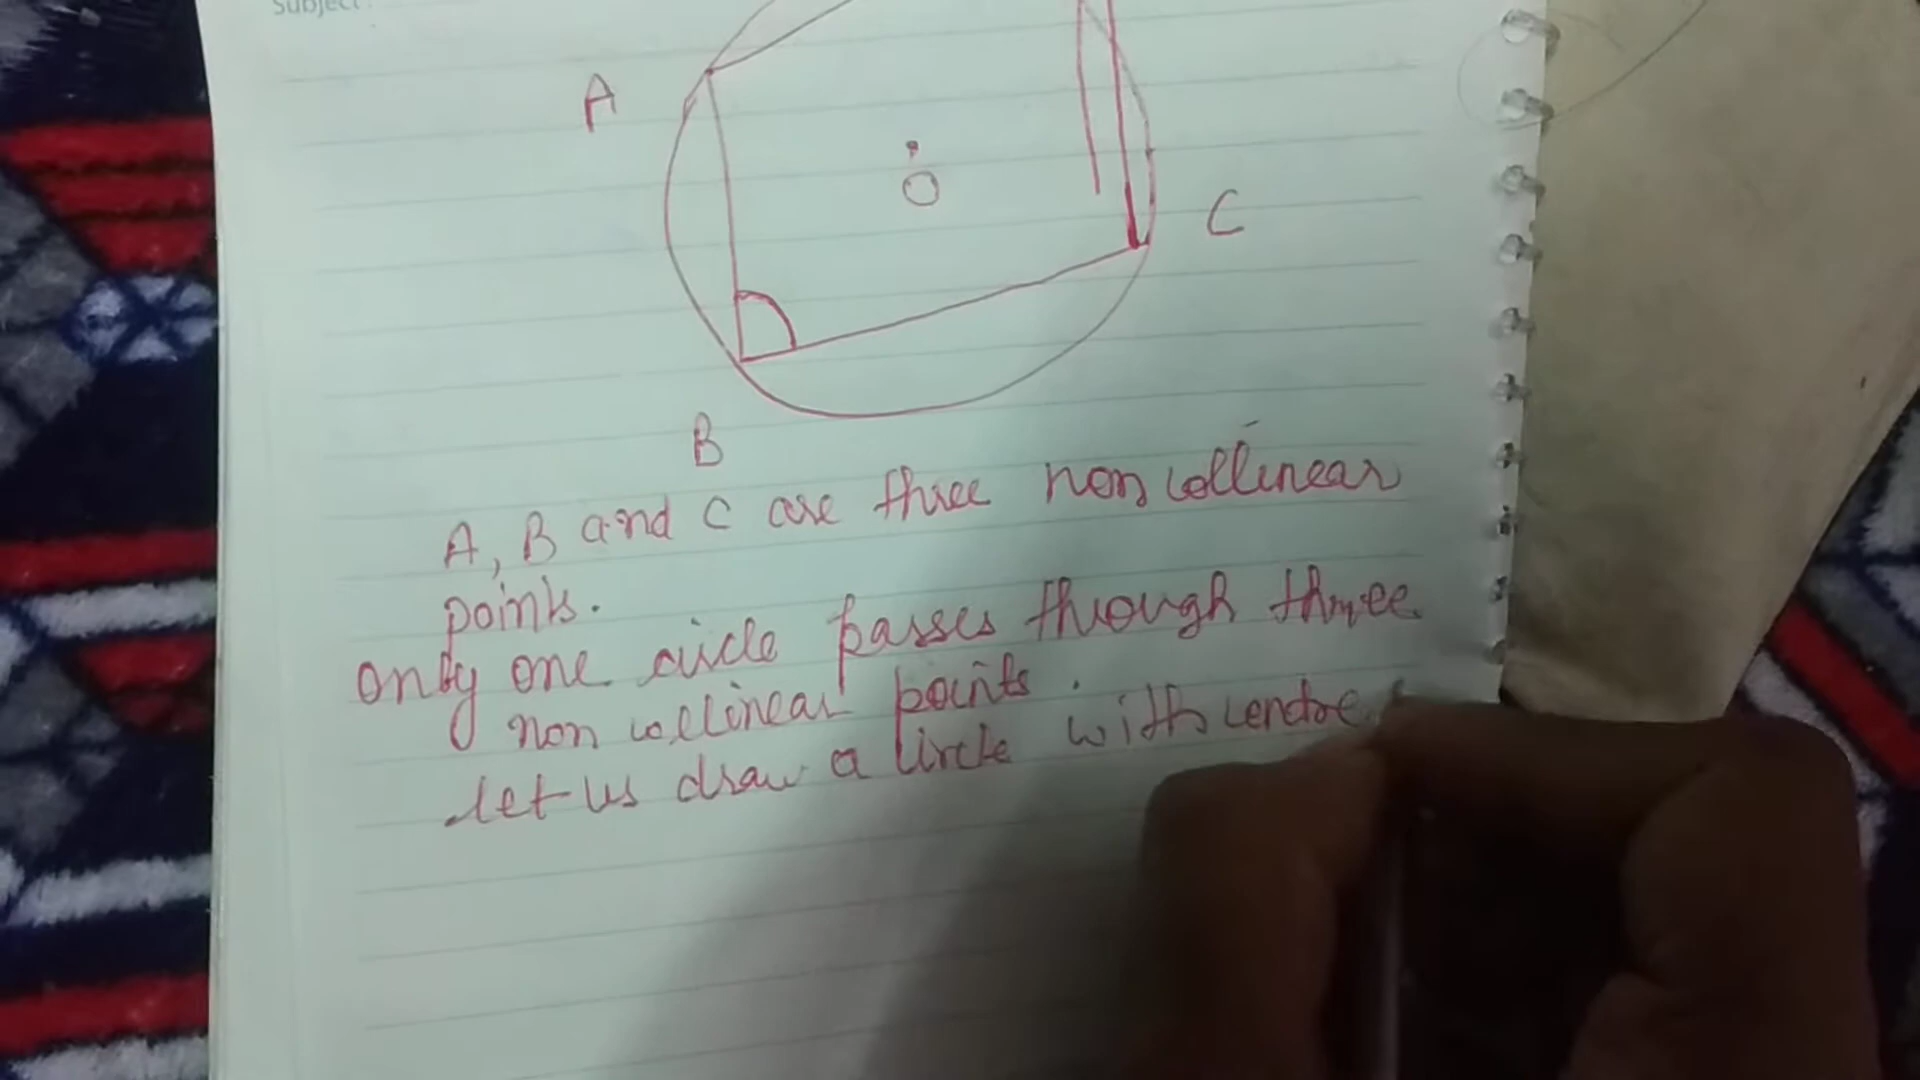 Subject
A
O
C
B
A, B and C are three non collinear
points.
only one circle passes through three
non collinear points.
let us draw a circle with centre